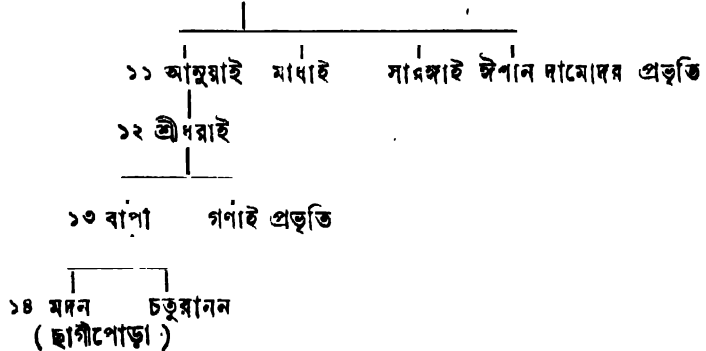 ১১ আনুয়াই মাধাই সারঙ্গাই ঈশান দামোদর প্রভৃতি
১২ শ্রীধরাই
১৩ বাপা গণাই প্রভৃতি
১৪ মদন চতুরানন
( ছাগীপোড়া )